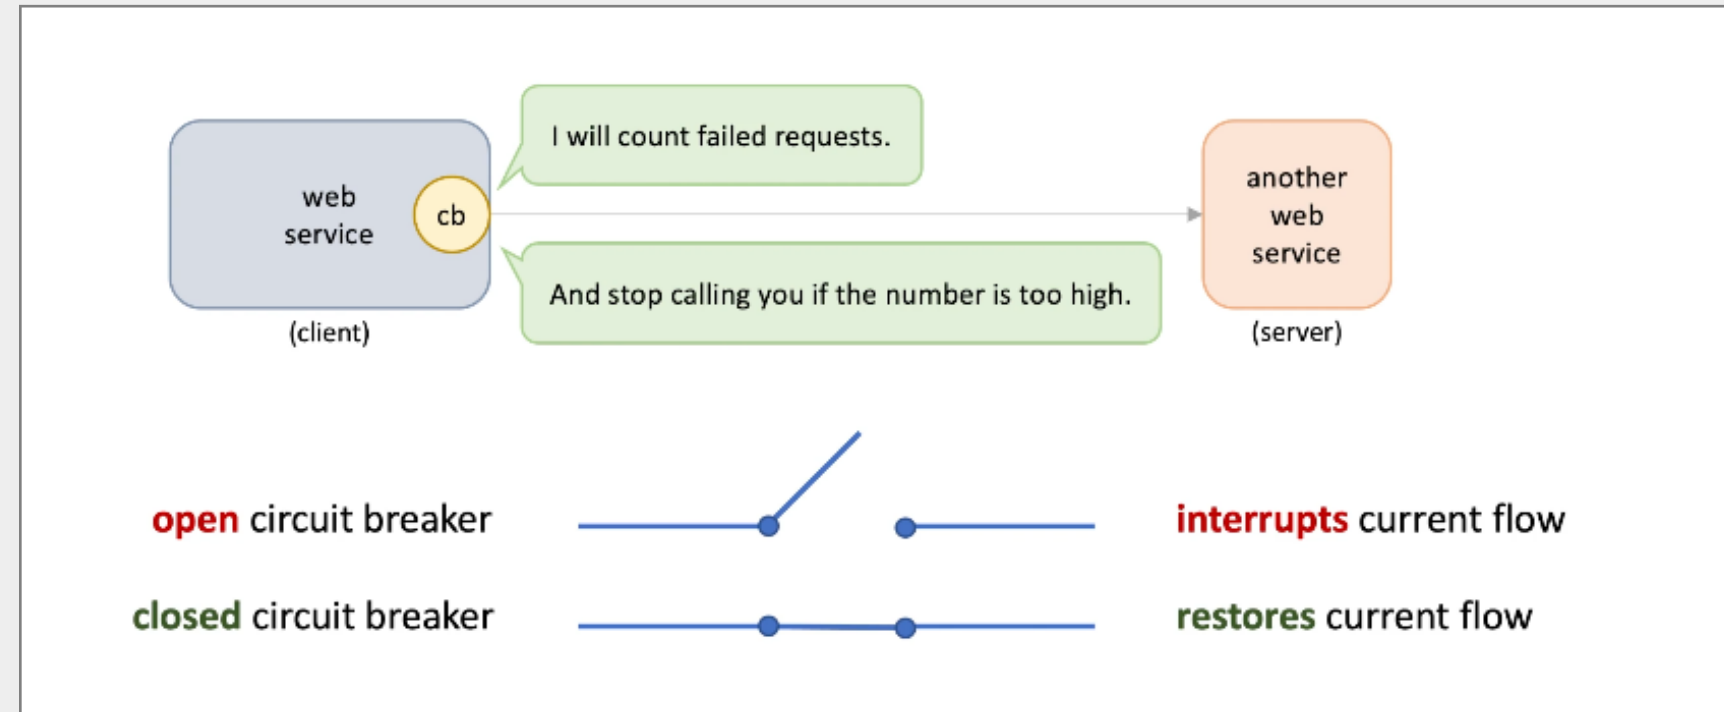 I will count failed requests.
web
service
cb
another
web
service
And stop calling you if the number is too high.
(client)
(server)
open circuit breaker
interrupts current flow
closed circuit breaker
restores current flow